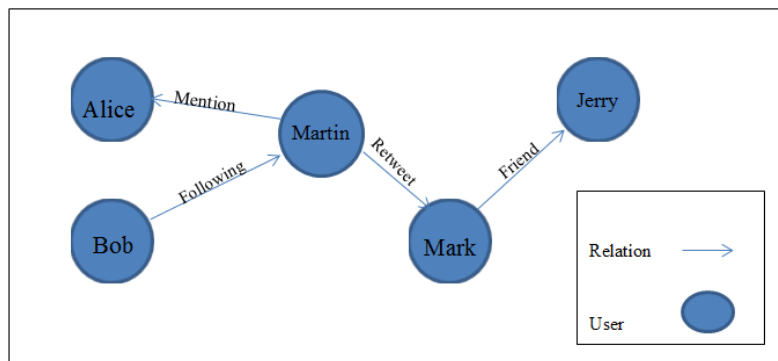 Alice
Mention
Martin
Jerry
Following
Retweet
Friend
Bob
Mark
Relation
User